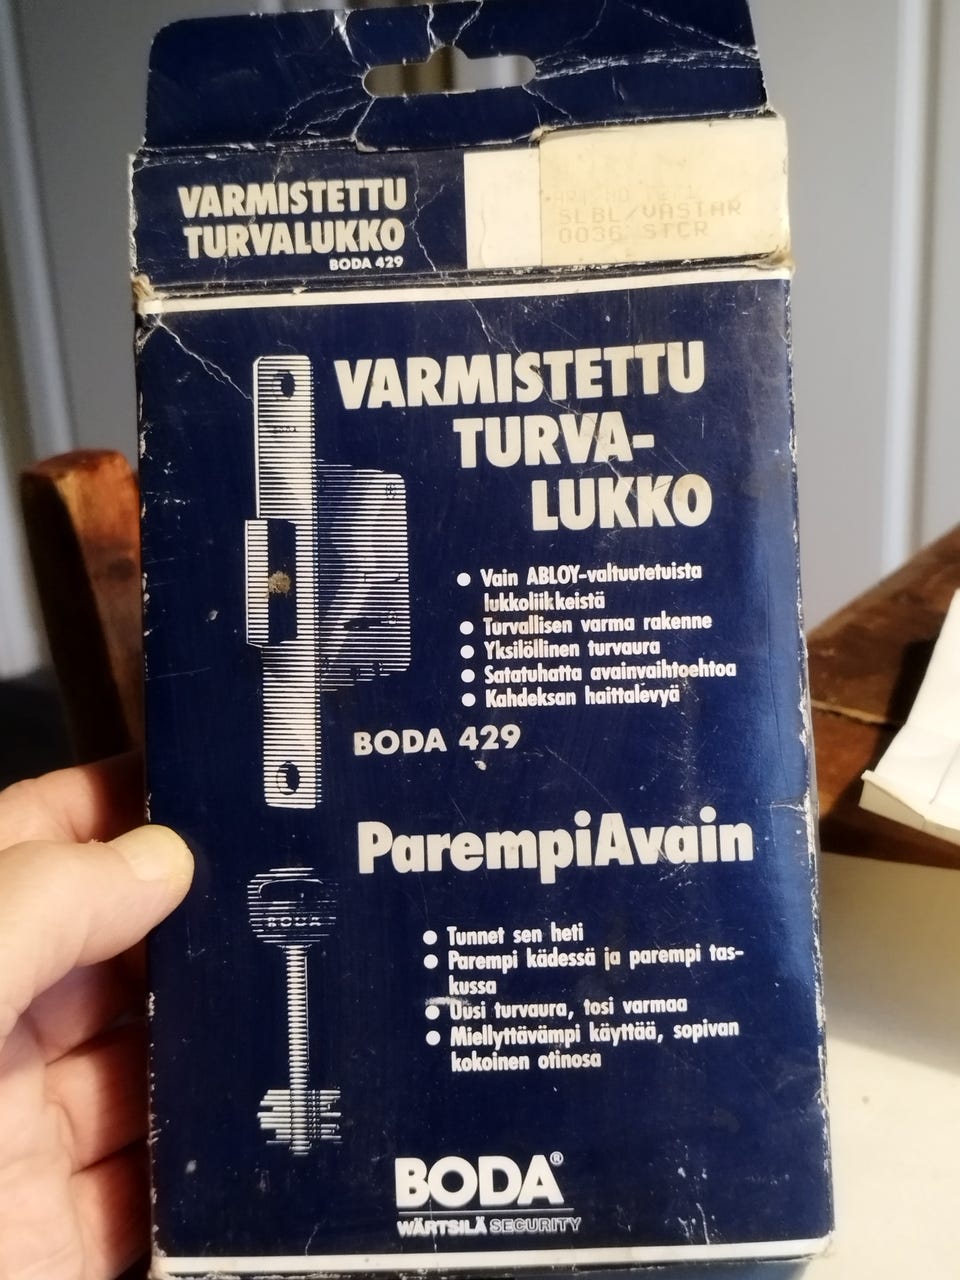 VARMISTETTU
TURVALUKKO
BODA 429
SLBL/VASTAR
0036 STCR
VARMISTETTU
TURVA-
LUKKO
● Vain ABLOY-valtuutetuista
lukkoliikkeistä
● Turvallisen varma rakenne
● Yksilöllinen turvaura
● Satatuhatta avainvaihtoehtoa
● Kahdeksan haittalevyä
BODA 429
ParempiAvain
BODA
● Tunnet sen heti
● Parempi kädessä ja parempi tas-
kussa
● Uusi turvaura, tosi varmaa
● Miellyttävämpi käyttää, sopivan
kokoinen otinosa
BODA®
WÄRTSILÄ SECURITY